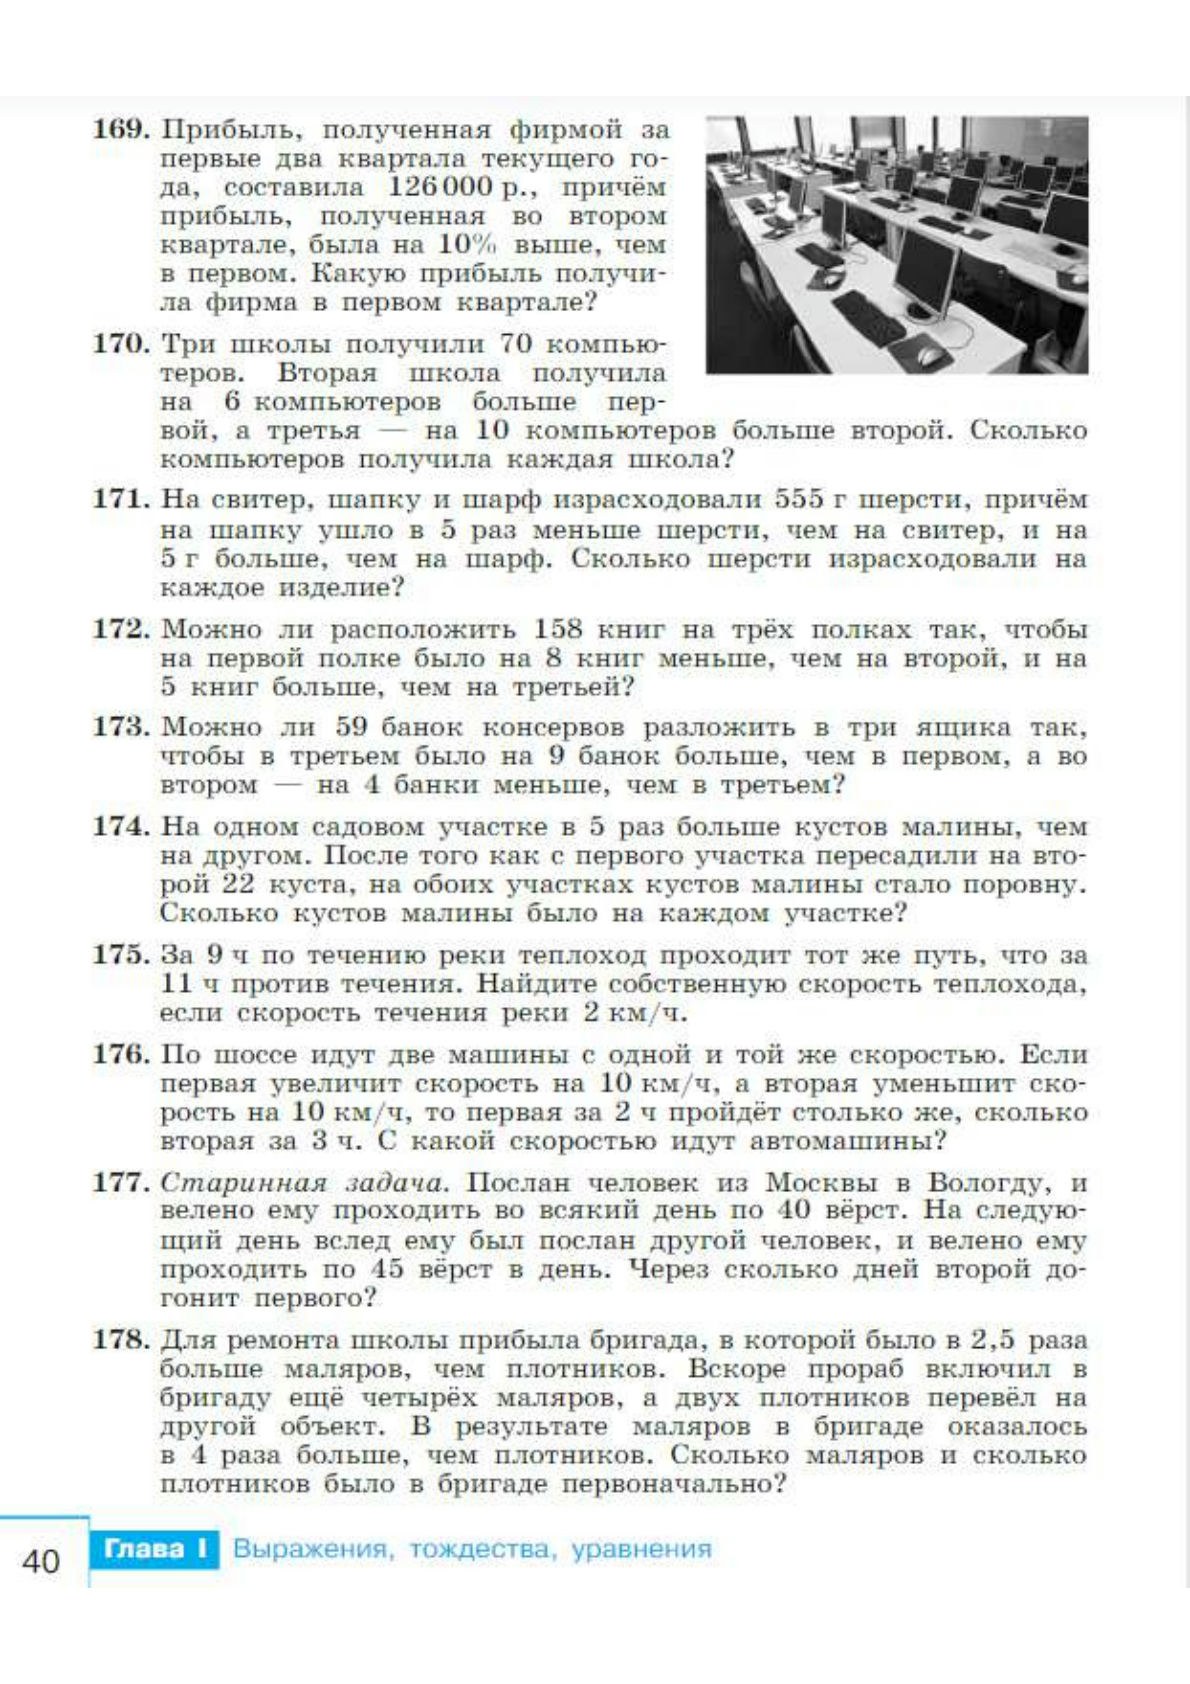 169. Прибыль, полученная фирмой за
первые два квартала текущего го-
да, составила 126 000 р., причём
прибыль, полученная во втором
квартале, была на 10% выше, чем
в первом. Какую прибыль получи-
ла фирма в первом квартале?
170. Три школы получили 70 компью-
теров. Вторая школа получила
на 6 компьютеров больше пер-
вой, а третья — на 10 компьютеров больше второй. Сколько
компьютеров получила каждая школа?
171. На свитер, шапку и шарф израсходовали 555 г шерсти, причём
на шапку ушло в 5 раз меньше шерсти, чем на свитер, и на
5 г больше, чем на шарф. Сколько шерсти израсходовали на
каждое изделие?
172. Можно ли расположить 158 книг на трёх полках так, чтобы
на первой полке было на 8 книг меньше, чем на второй, и на
5 книг больше, чем на третьей?
173. Можно ли 59 банок консервов разложить в три ящика так,
чтобы в третьем было на 9 банок больше, чем в первом, а во
втором — на 4 банки меньше, чем в третьем?
174. На одном садовом участке в 5 раз больше кустов малины, чем
на другом. После того как с первого участка пересадили на вто-
рой 22 куста, на обоих участках кустов малины стало поровну.
Сколько кустов малины было на каждом участке?
175. За 9 ч по течению реки теплоход проходит тот же путь, что за
11 ч против течения. Найдите собственную скорость теплохода,
если скорость течения реки 2 км/ч.
176. По шоссе идут две машины с одной и той же скоростью. Если
первая увеличит скорость на 10 км/ч, а вторая уменьшит ско-
рость на 10 км/ч, то первая за 2 ч пройдёт столько же, сколько
вторая за 3 ч. С какой скоростью идут автомашины?
177. Старинная задача. Послан человек из Москвы в Вологду, и
велено ему проходить во всякий день по 40 вёрст. На следую-
щий день вслед ему был послан другой человек, и велено ему
проходить по 45 вёрст в день. Через сколько дней второй до-
гонит первого?
178. Для ремонта школы прибыла бригада, в которой было в 2,5 раза
больше маляров, чем плотников. Вскоре прораб включил в
бригаду ещё четырёх маляров, а двух плотников перевёл на
другой объект. В результате маляров в бригаде оказалось
в 4 раза больше, чем плотников. Сколько маляров и сколько
плотников было в бригаде первоначально?
40 Глава I Выражения, тождества, уравнения